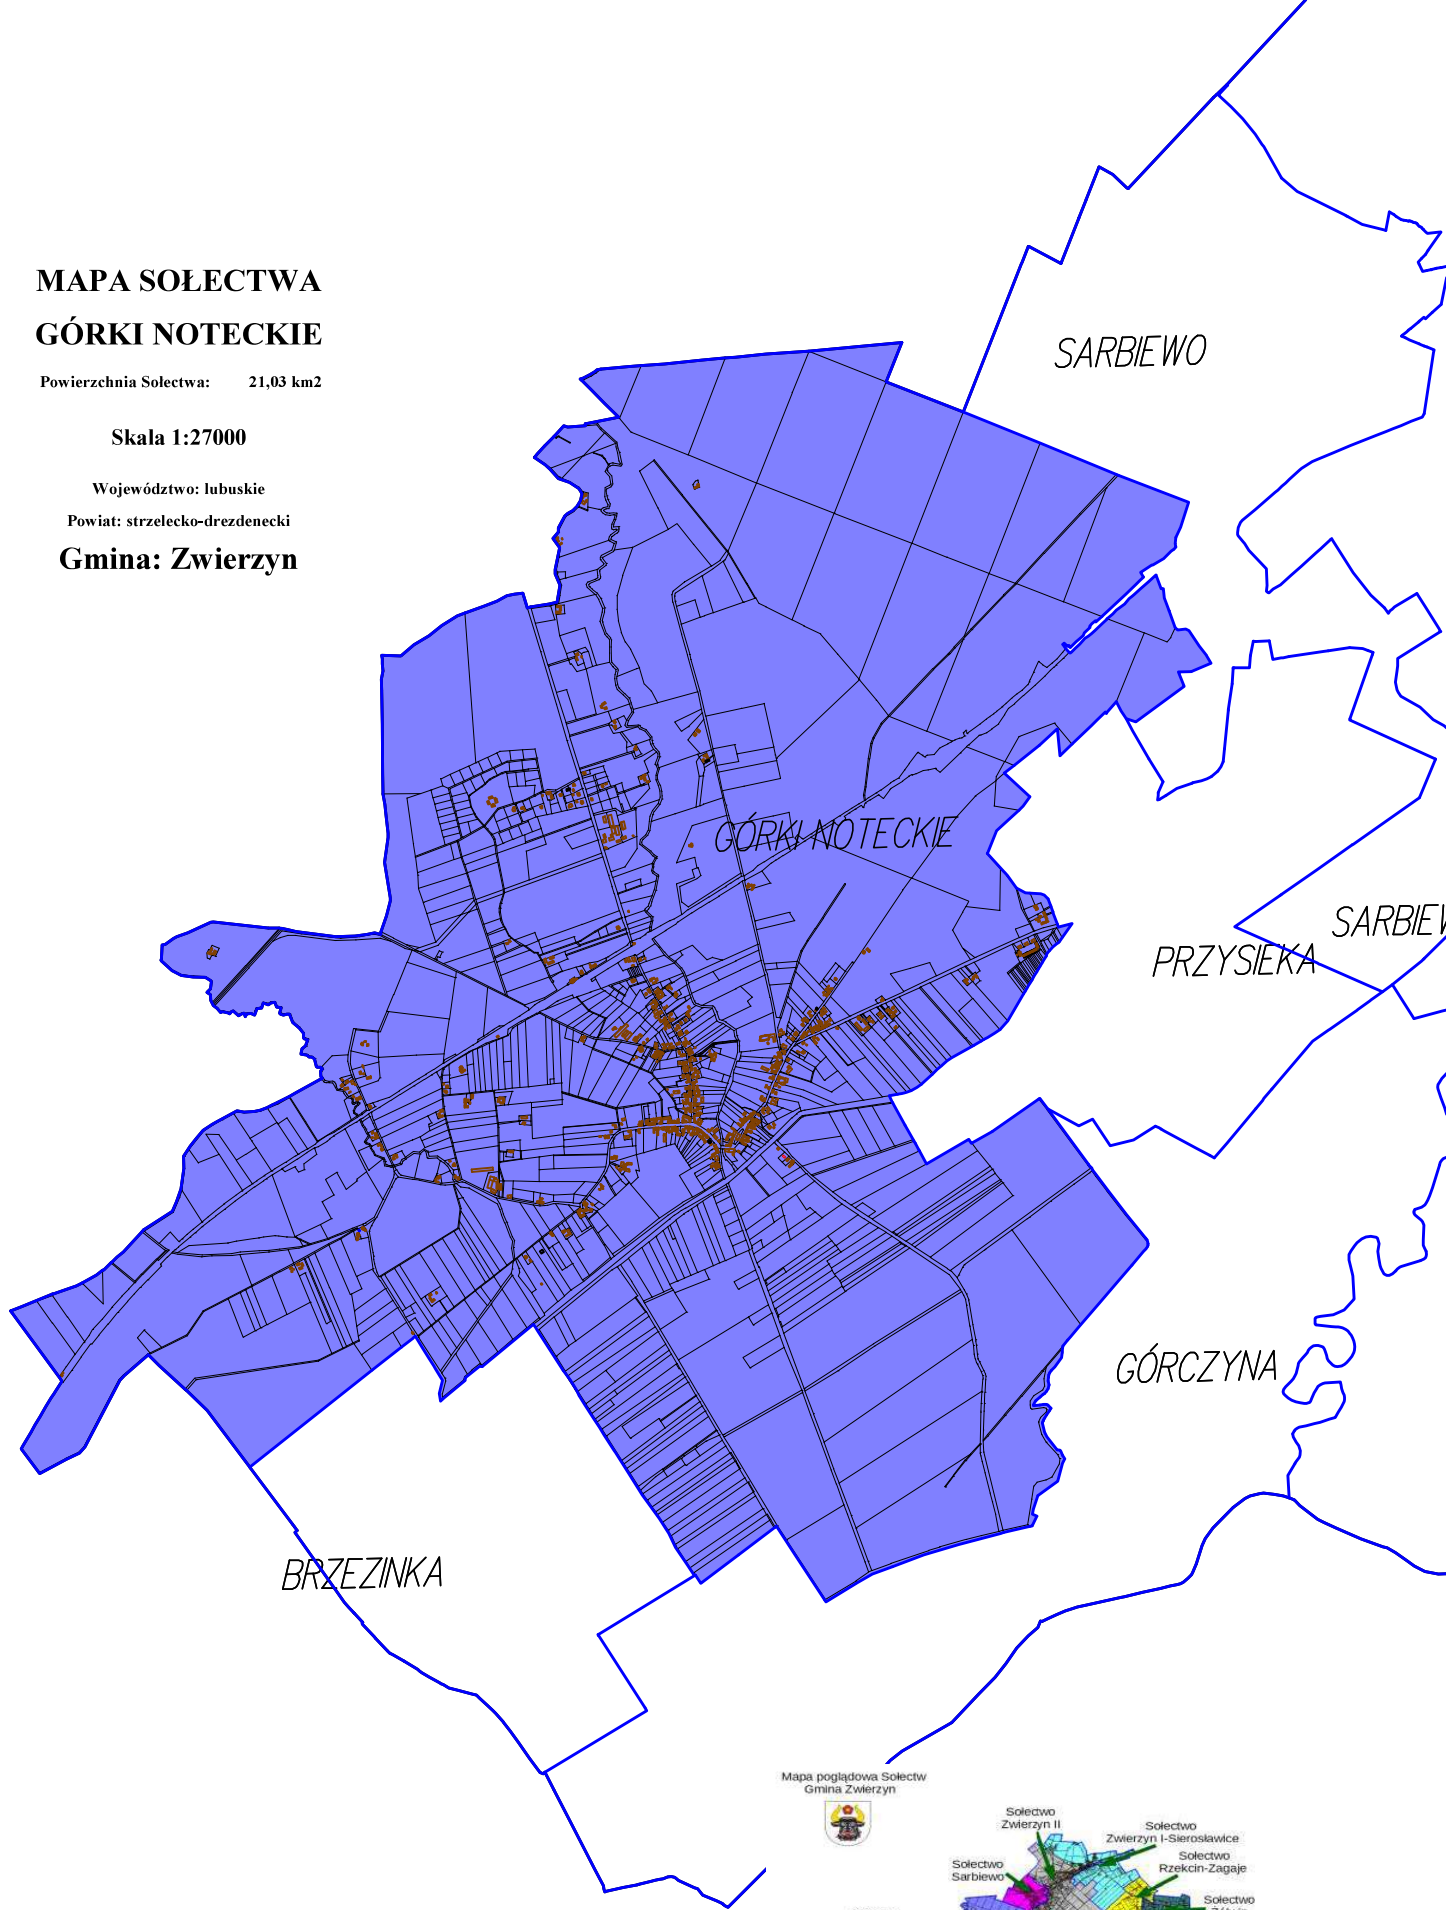 MAPA SOŁECTWA
GÓRKI NOTECKIE
Powierzchnia Sołectwa: 21,03 km2
Skala 1:27000
Województwo: lubuskie
Powiat: strzelecko-drezdenecki
Gmina: Zwierzyn
SARBIEWO
GÓRKI NOTECKIE
SARBIEW
PRZYSIEKA
GÓRCZYNA
BRZEZINKA
Mapa poglądowa Sołectw
Gmina Zwierzyn
Sołectwo
Zwierzyn II
Sołectwo
Zwierzyn I-Sierosławice
Sołectwo
Rzekcin-Zagaje
Sołectwo
Sarbiewo
Sołectwo